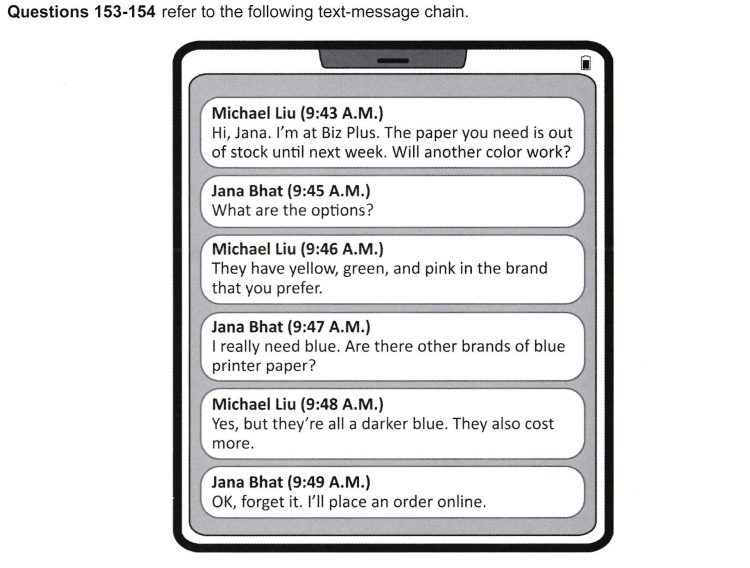 Questions 153-154 refer to the following text-message chain.
Michael Liu (9:43 A.M.)
Hi, Jana. I'm at Biz Plus. The paper you need is out
of stock until next week. Will another color work?
Jana Bhat (9:45 A.M.)
What are the options?
Michael Liu (9:46 A.M.)
They have yellow, green, and pink in the brand
that you prefer.
Jana Bhat (9:47 A.M.)
I really need blue. Are there other brands of blue
printer paper?
Michael Liu (9:48 A.M.)
Yes, but they're all a darker blue. They also cost
more.
Jana Bhat (9:49 A.M.)
OK, forget it. I'll place an order online.